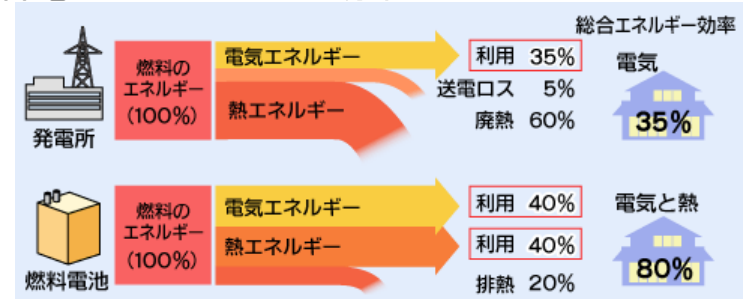 総合エネルギー効率
発電所
燃料の
エネルギー
(100%)
電気エネルギー
熱エネルギー
利用 35%
送電ロス 5%
廃熱 60%
電気
35%
燃料電池
燃料の
エネルギー
(100%)
電気エネルギー
熱エネルギー
利用 40%
利用 40%
排熱 20%
電気と熱
80%